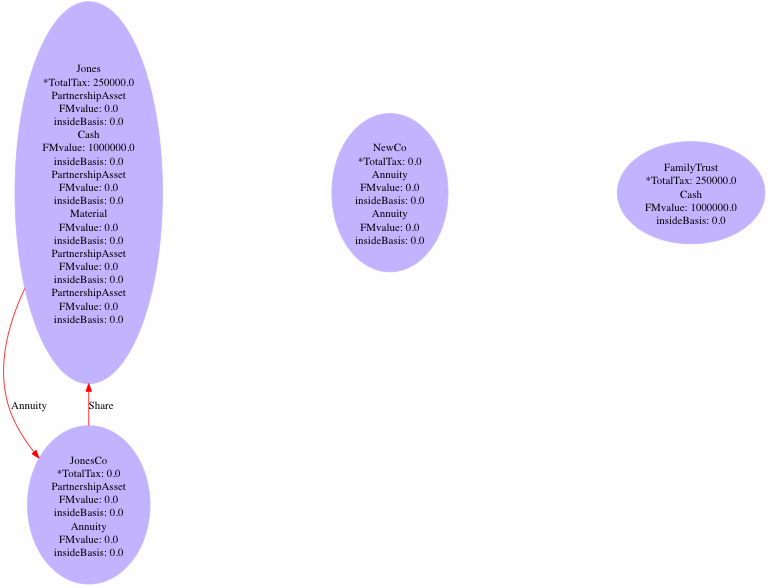 Jones
*TotalTax: 250000.0
PartnershipAsset
FMvalue: 0.0
insideBasis: 0.0
Cash
FMvalue: 1000000.0
insideBasis: 0.0
PartnershipAsset
FMvalue: 0.0
insideBasis: 0.0
Material
FMvalue: 0.0
insideBasis: 0.0
PartnershipAsset
FMvalue: 0.0
insideBasis: 0.0
PartnershipAsset
FMvalue: 0.0
insideBasis: 0.0
NewCo
*TotalTax: 0.0
Annuity
FMvalue: 0.0
insideBasis: 0.0
Annuity
FMvalue: 0.0
insideBasis: 0.0
FamilyTrust
*TotalTax: 250000.0
Cash
FMvalue: 1000000.0
insideBasis: 0.0
Annuity
Share
JonesCo
*TotalTax: 0.0
PartnershipAsset
FMvalue: 0.0
insideBasis: 0.0
Annuity
FMvalue: 0.0
insideBasis: 0.0